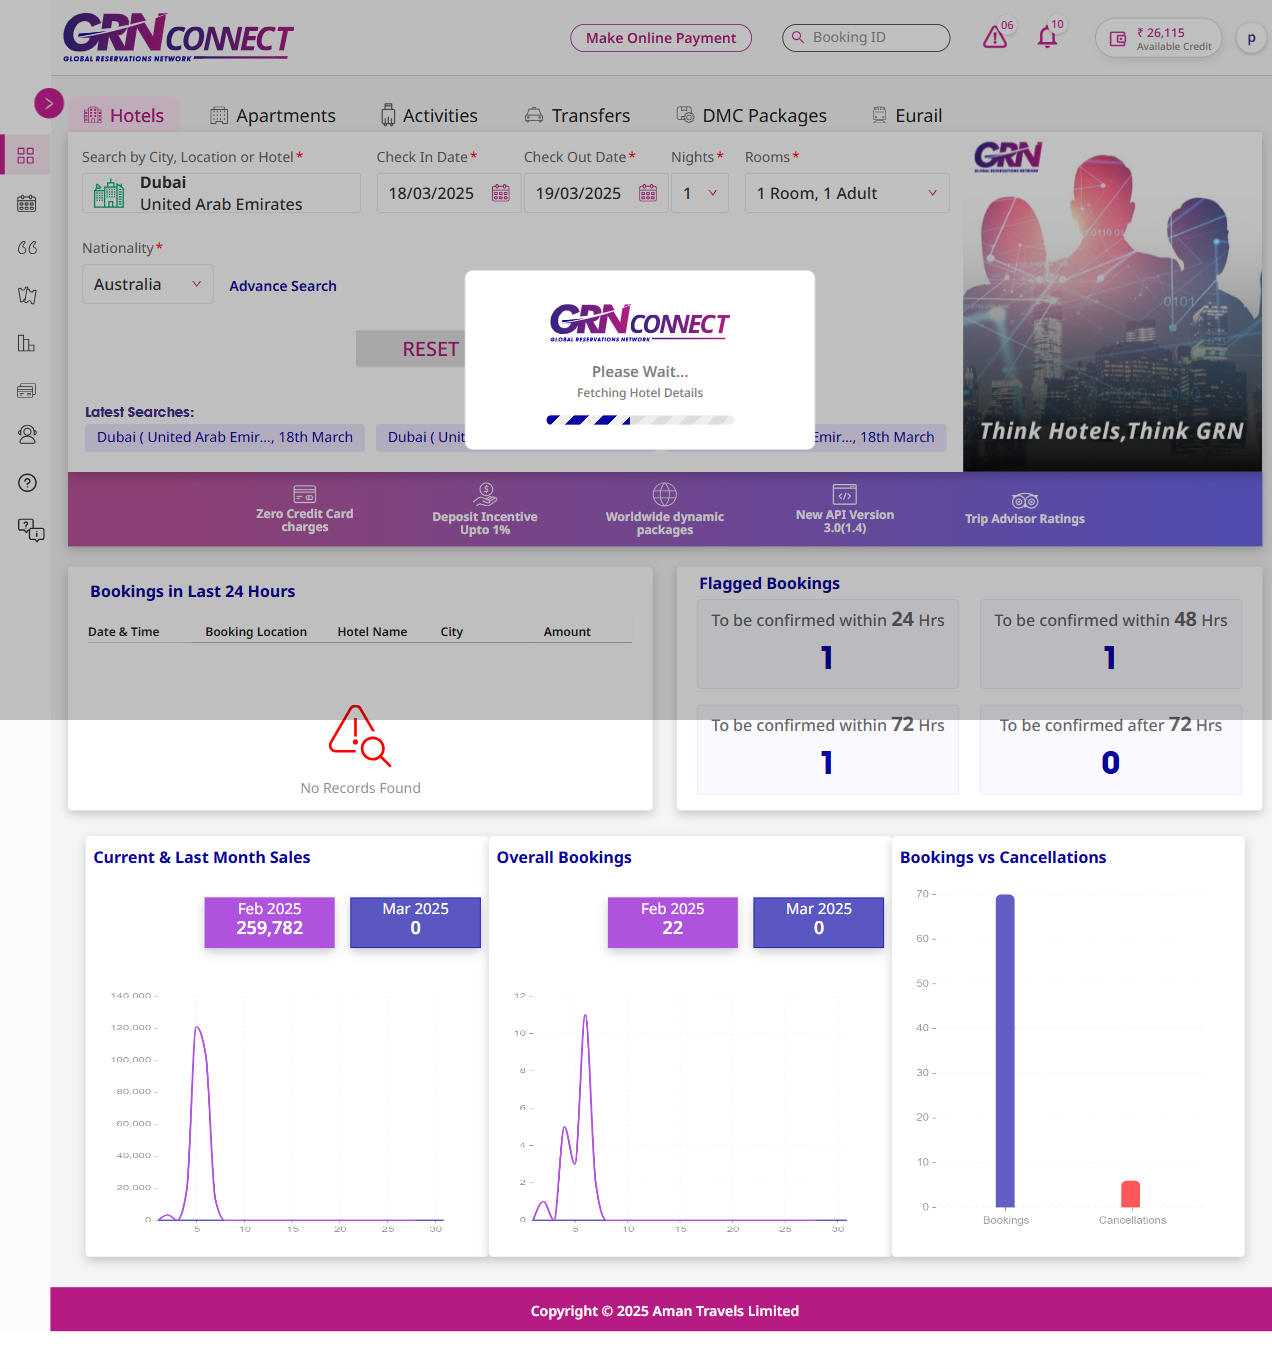 GRN CONNECT
GLOBAL RESERVATIONS NETWORK
Make Online Payment
Booking ID
06
10
₹ 26,115
Available Credit
p
Hotels
Apartments
Activities
Transfers
DMC Packages
Eurail
Search by City, Location or Hotel*
Check In Date*
Check Out Date*
Nights*
Rooms*
Dubai
United Arab Emirates
18/03/2025
19/03/2025
1
1 Room, 1 Adult
Nationality*
Australia
Advance Search
RESET
GRN CONNECT
GLOBAL RESERVATIONS NETWORK
Please Wait...
Fetching Hotel Details
Latest Searches:
Dubai ( United Arab Emir..., 18th March
Dubai ( Unit
Emir..., 18th March
GRN
GLOBAL RESERVATIONS NETWORK
0101
Think Hotels,Think GRN
Zero Credit Card
charges
Deposit Incentive
Upto 1%
Worldwide dynamic
packages
New API Version
3.0(1.4)
Trip Advisor Ratings
Bookings in Last 24 Hours
Date & Time
Booking Location
Hotel Name
City
Amount
No Records Found
Flagged Bookings
To be confirmed within 24 Hrs
1
To be confirmed within 48 Hrs
1
To be confirmed within 72 Hrs
1
To be confirmed after 72 Hrs
0
Current & Last Month Sales
Feb 2025
259,782
Mar 2025
0
140,000
120,000
100,000
80,000
60,000
40,000
20,000
0
5
10
15
20
25
30
Overall Bookings
Feb 2025
22
Mar 2025
0
12
10
8
6
4
2
0
5
10
15
20
25
30
Bookings vs Cancellations
70
60
50
40
30
20
10
0
Bookings
Cancellations
Copyright © 2025 Aman Travels Limited